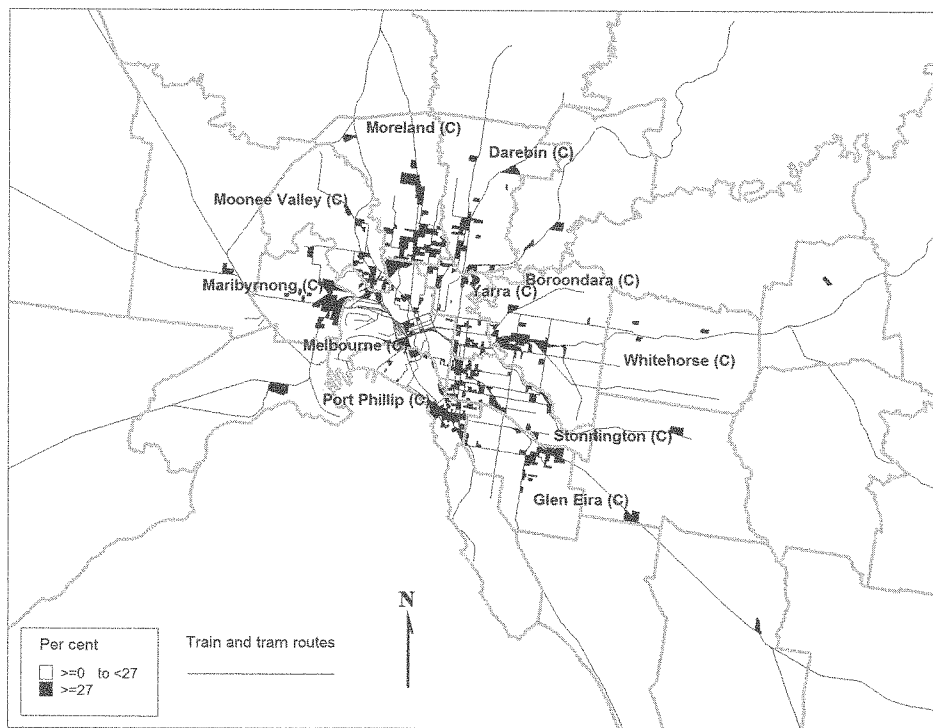 Moreland (C)
Darebin (C)
Moonee Valley (C)
Maribyrnong (C)
Boroondara (C)
Yarra (C)
Melbourne (C)
Whitehorse (C)
Port Phillip (C)
Stonnington (C)
Glen Eira (C)
N
Per cent
>=0 to <27
>=27
Train and tram routes